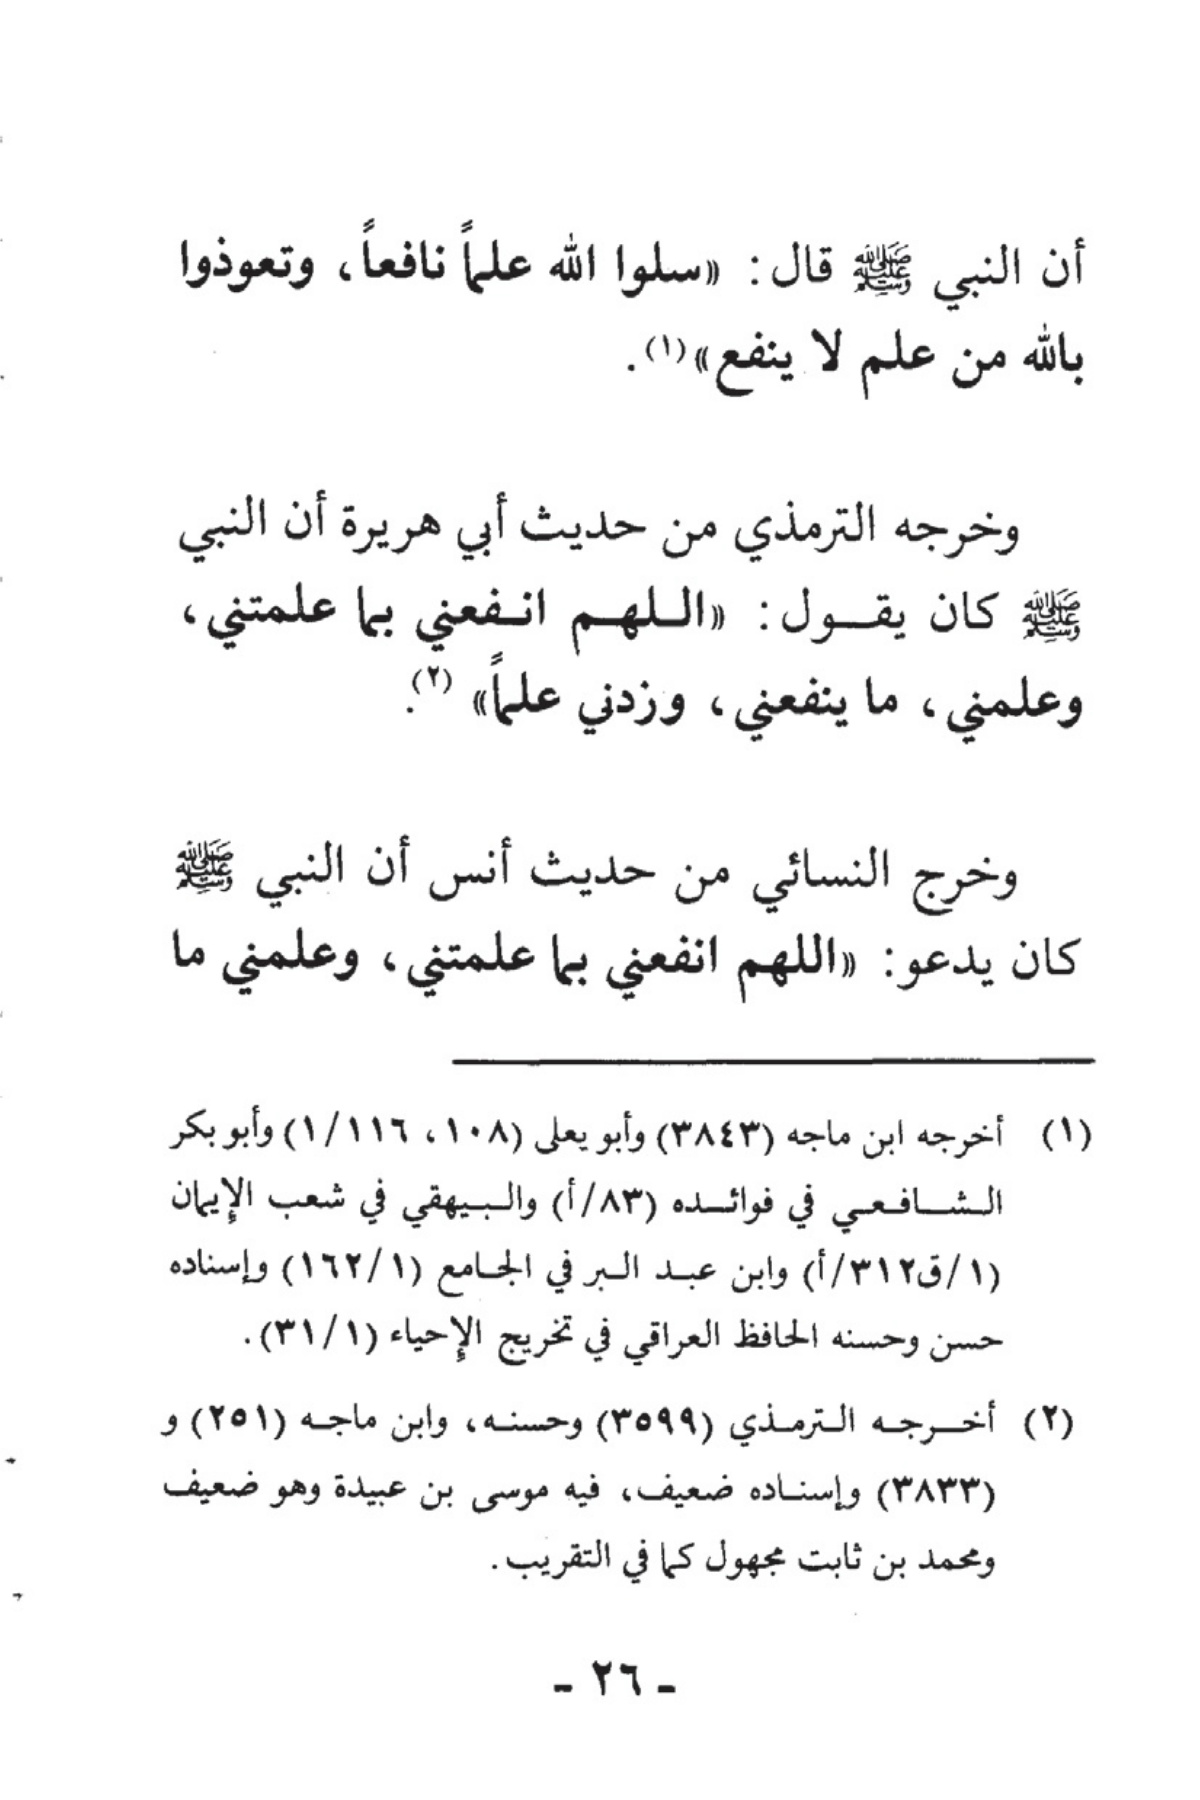 أن النبي ﷺ قال: «سلوا الله علماً نافعاً، وتعوذوا
بالله من علم لا ينفع»(١).
وخرجه الترمذي من حديث أبي هريرة أن النبي
ﷺ كان يقول: «اللهم انفعني بما علمتني،
وعلمني، ما ينفعني، وزدني علماً» (٢).
وخرج النسائي من حديث أنس أن النبي ﷺ
كان يدعو: «اللهم انفعني بما علمتني، وعلمني ما
(١) أخرجه ابن ماجه (٣٨٤٣) وأبو يعلى (١٠٨، ١/١١٦) وأبو بكر
الشافعي في فوائده (٨٣/أ) والبيهقي في شعب الإيمان
(١/ق٣١٢/أ) وابن عبد البر في الجامع (١٦٢/١) وإسناده
حسن وحسنه الحافظ العراقي في تخريج الإحياء (٣١/١).
(٢) أخرجه الترمذي (٣٥٩٩) وحسنه، وابن ماجه (٢٥١) و
(٣٨٣٣) وإسناده ضعيف، فيه موسى بن عبيدة وهو ضعيف
ومحمد بن ثابت مجهول كما في التقريب.
- ٢٦ -